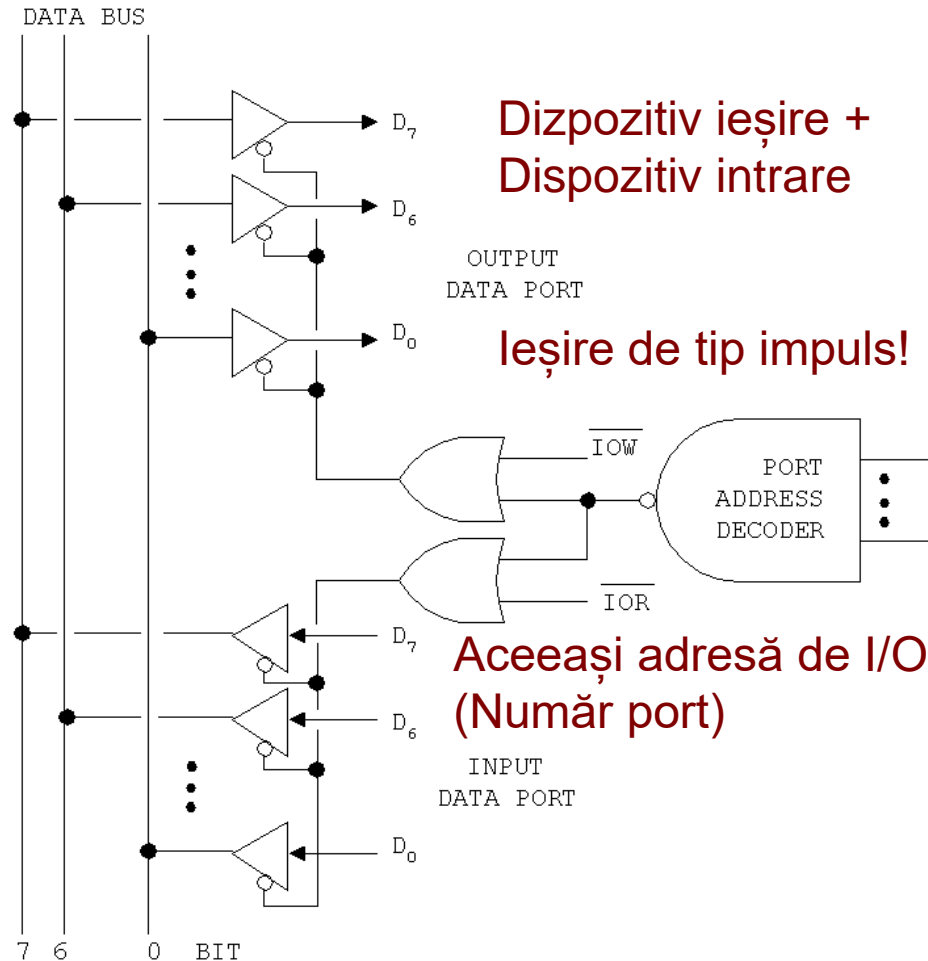 DATA BUS
D₇
Dizpozitiv ieșire +
Dispozitiv intrare
D₆
OUTPUT
DATA PORT
D₀
Ieșire de tip impuls!
IOW
PORT
ADDRESS
DECODER
IOR
D₇
Aceeași adresă de I/O
(Număr port)
D₆
INPUT
DATA PORT
D₀
7 6 0 BIT